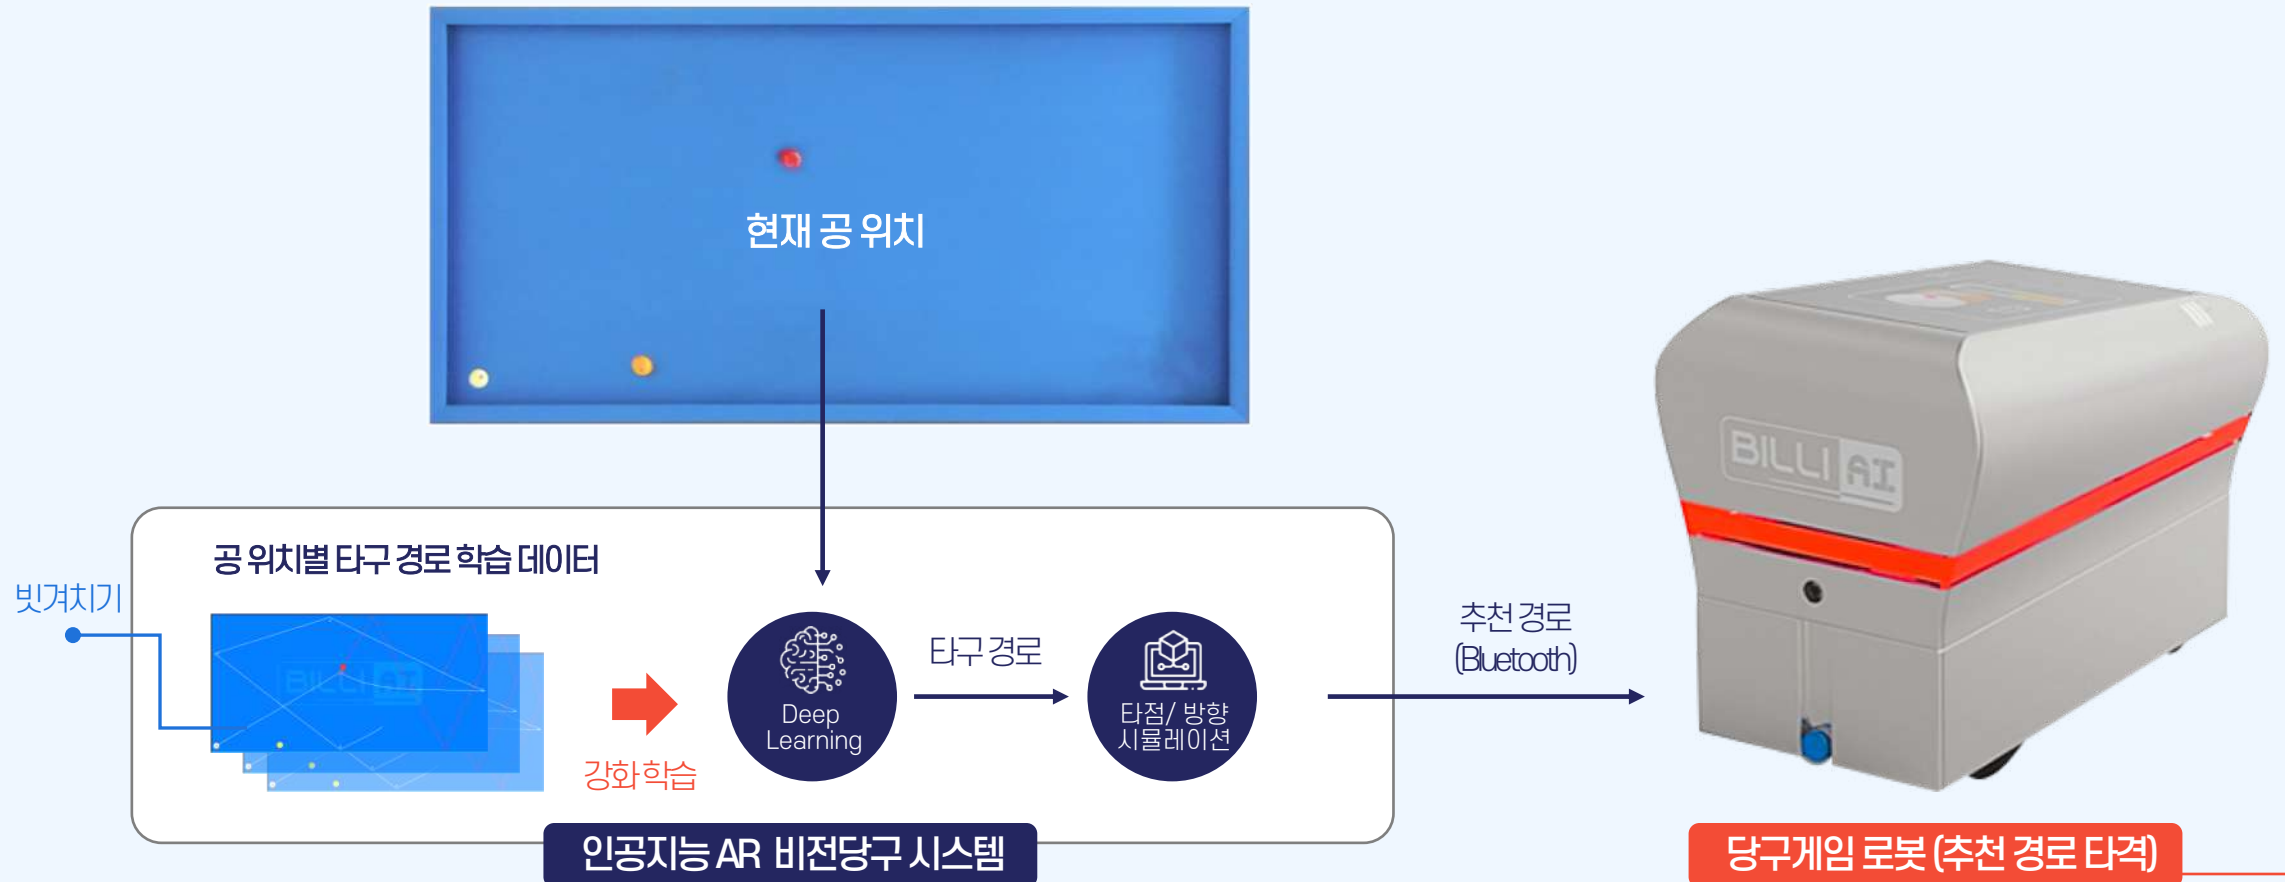 현재 공 위치
공 위치별 타구 경로 학습 데이터
빗겨치기
BILLI AI
강화 학습
Deep
Learning
타구 경로
타점/ 방향
시뮬레이션
추천 경로
(Bluetooth)
BILLI AI
인공지능 AR 비전당구 시스템
당구게임 로봇 (추천 경로 타격)